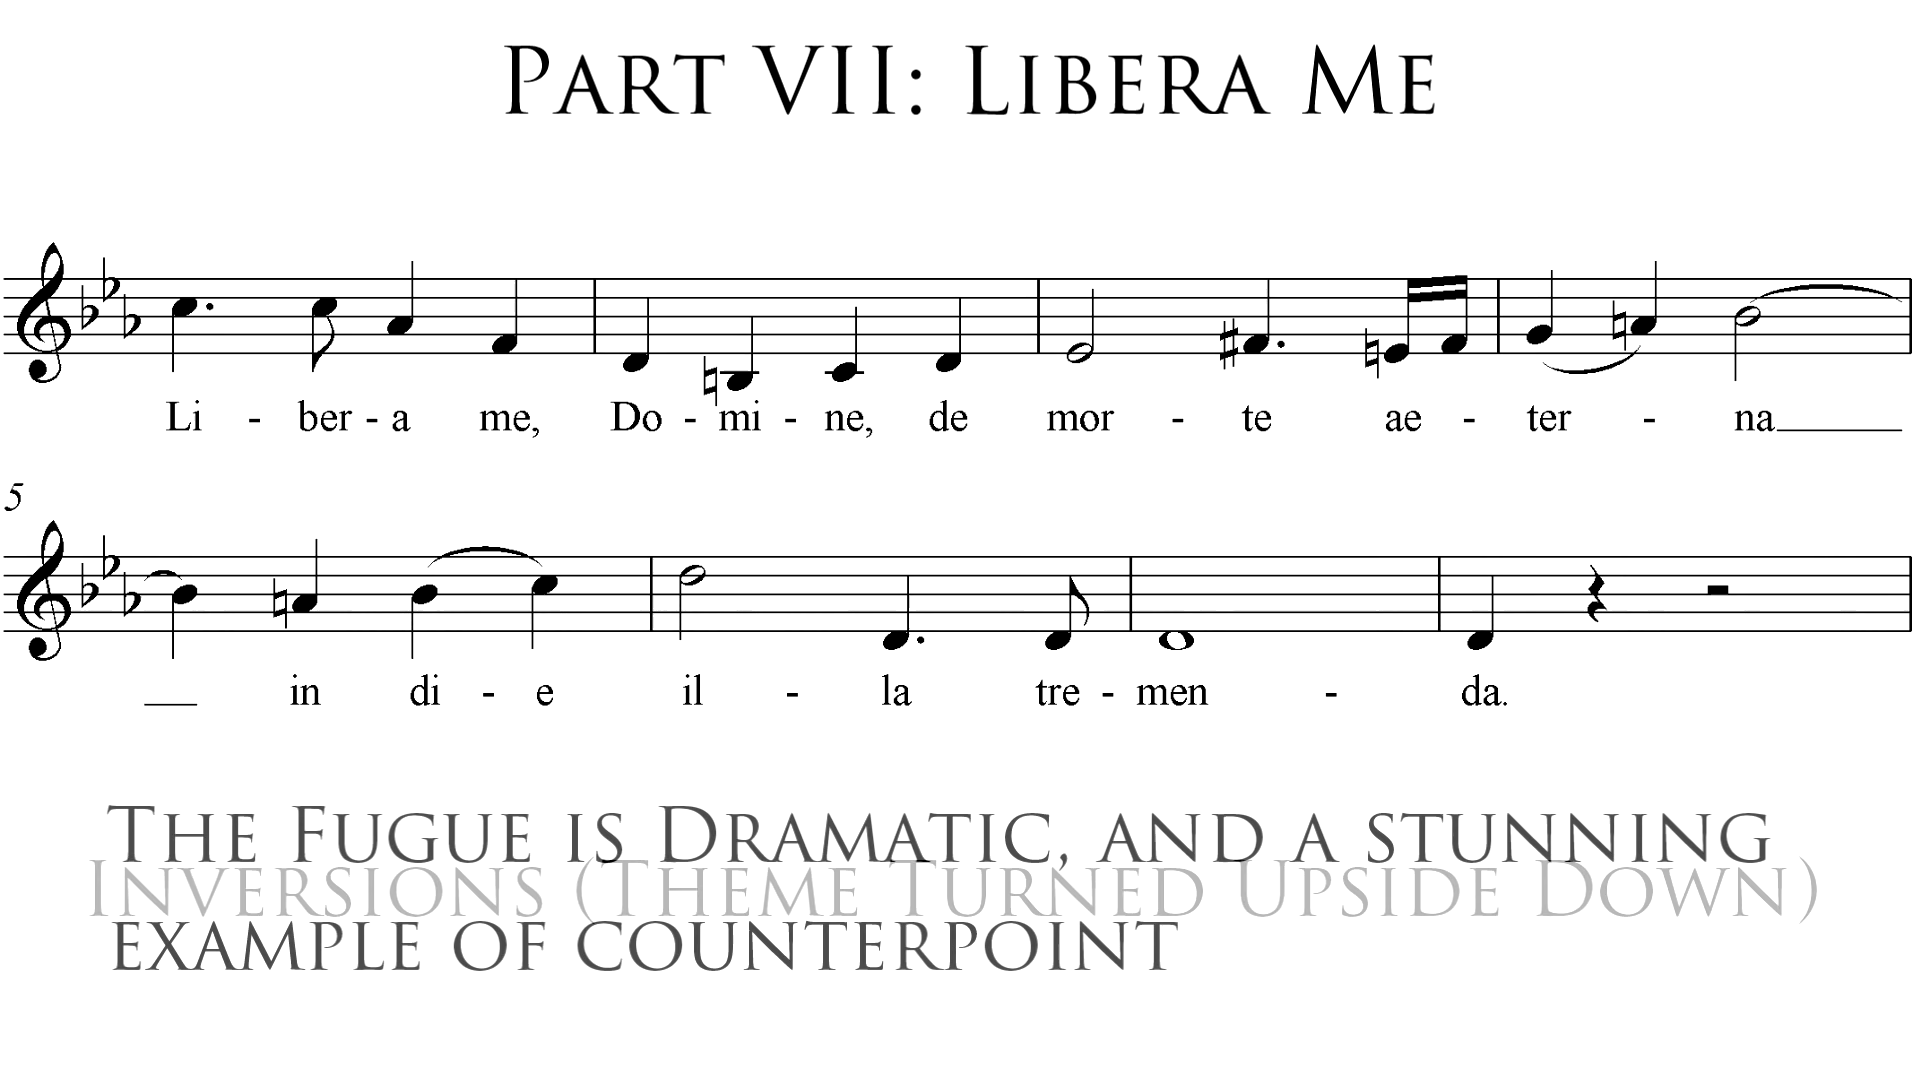 Part VII: Libera Me
Li - ber - a me, Do - mi - ne, de mor - te ae - ter - na
5
in di - e il - la tre - men - da.
The Fugue is Dramatic, and a stunning
Inversions (Theme Turned Upside Down)
example of counterpoint